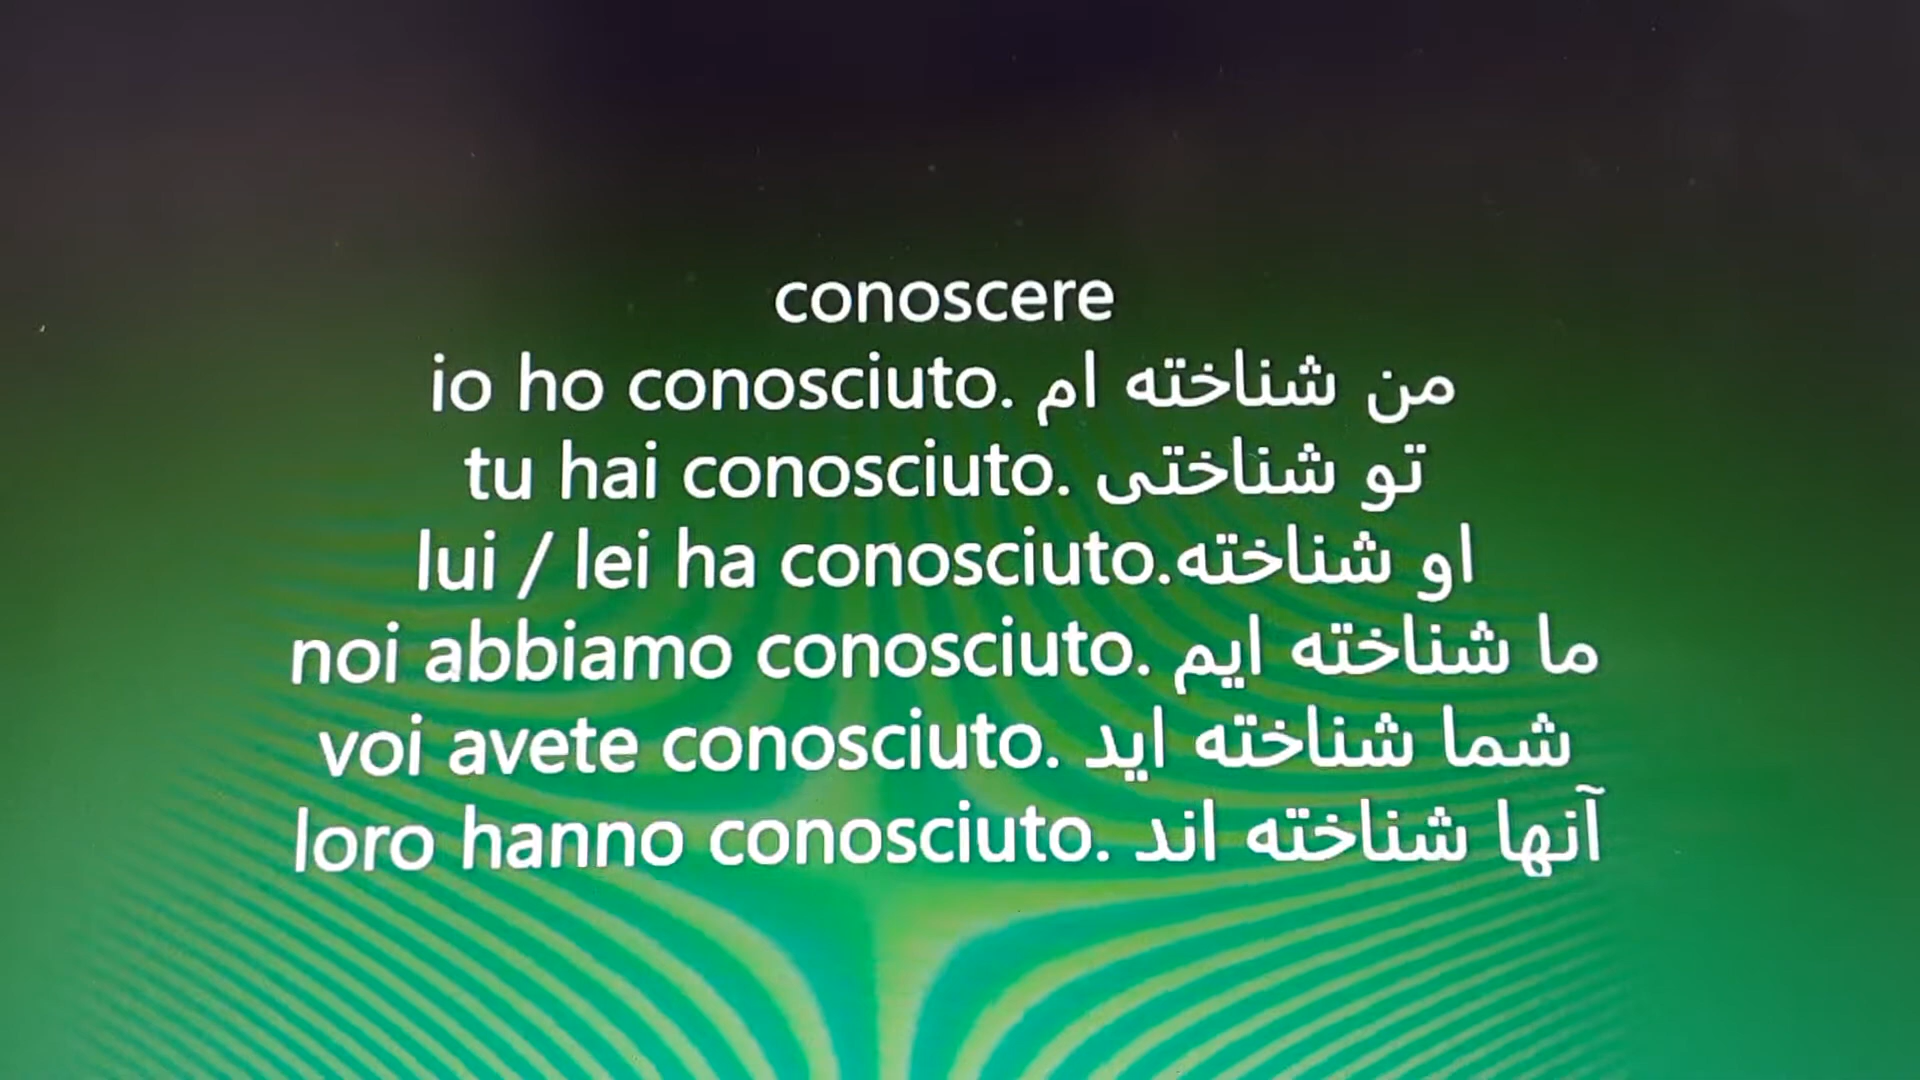 conoscere
io ho conosciuto. من شناخته ام
tu hai conosciuto. تو شناختی
lui / lei ha conosciuto.او شناخته
noi abbiamo conosciuto. ما شناخته ایم
voi avete conosciuto. شما شناخته اید
loro hanno conosciuto. آنها شناخته اند